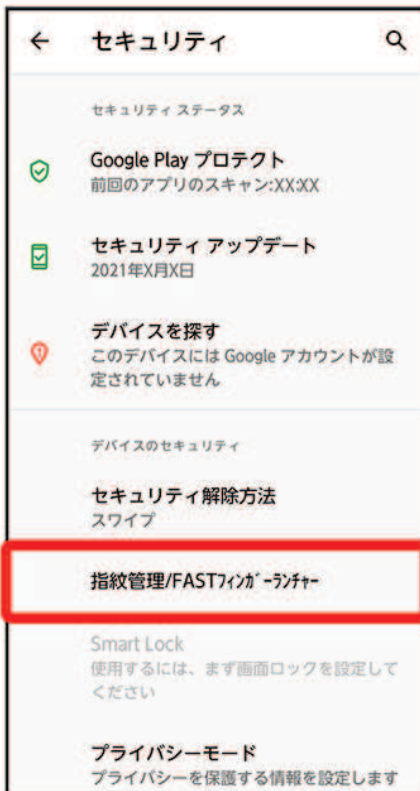 ← セキュリティ
セキュリティ ステータス
Google Play プロテクト
前回のアプリのスキャン:XX:XX
セキュリティ アップデート
2021年X月X日
デバイスを探す
このデバイスには Google アカウントが設
定されていません
デバイスのセキュリティ
セキュリティ解除方法
スワイプ
指紋管理/FASTフィンガーランチャー
Smart Lock
使用するには、まず画面ロックを設定して
ください
プライバシーモード
プライバシーを保護する情報を設定します